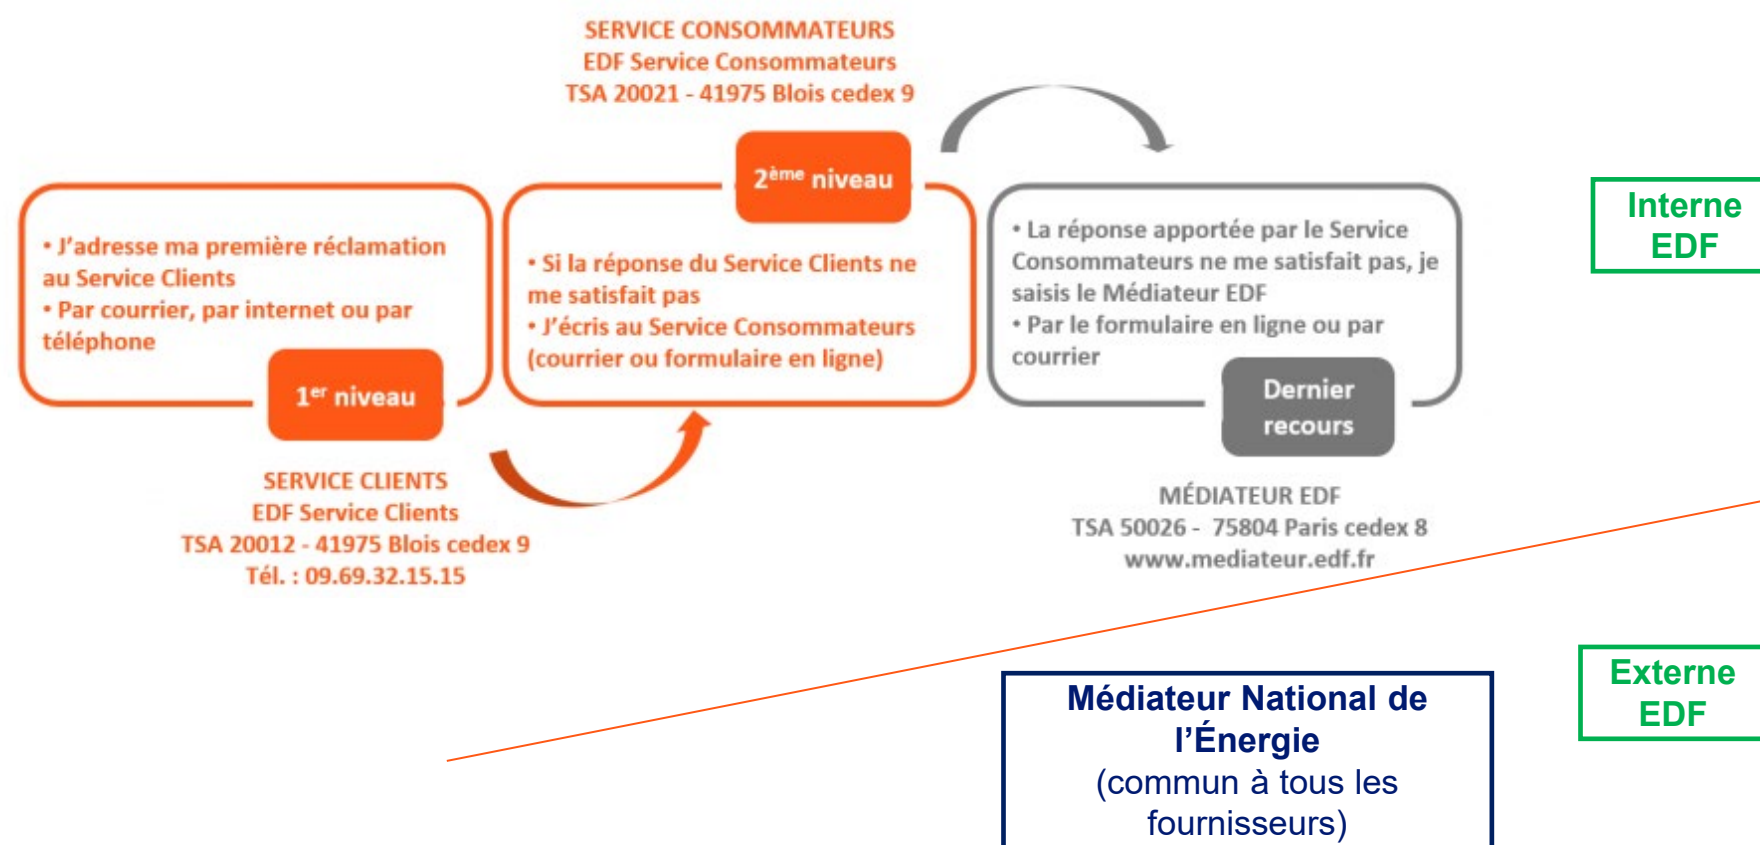 SERVICE CONSOMMATEURS
EDF Service Consommateurs
TSA 20021 - 41975 Blois cedex 9
2ème niveau
• J'adresse ma première réclamation
au Service Clients
• Par courrier, par internet ou par
téléphone
1er niveau
SERVICE CLIENTS
EDF Service Clients
TSA 20012 - 41975 Blois cedex 9
Tél. : 09.69.32.15.15
• Si la réponse du Service Clients ne
me satisfait pas
• J'écris au Service Consommateurs
(courrier ou formulaire en ligne)
• La réponse apportée par le Service
Consommateurs ne me satisfait pas, je
saisis le Médiateur EDF
• Par le formulaire en ligne ou par
courrier
Dernier
recours
MÉDIATEUR EDF
TSA 50026 - 75804 Paris cedex 8
www.mediateur.edf.fr
Interne
EDF
Externe
EDF
Médiateur National de
l'Énergie
(commun à tous les
fournisseurs)